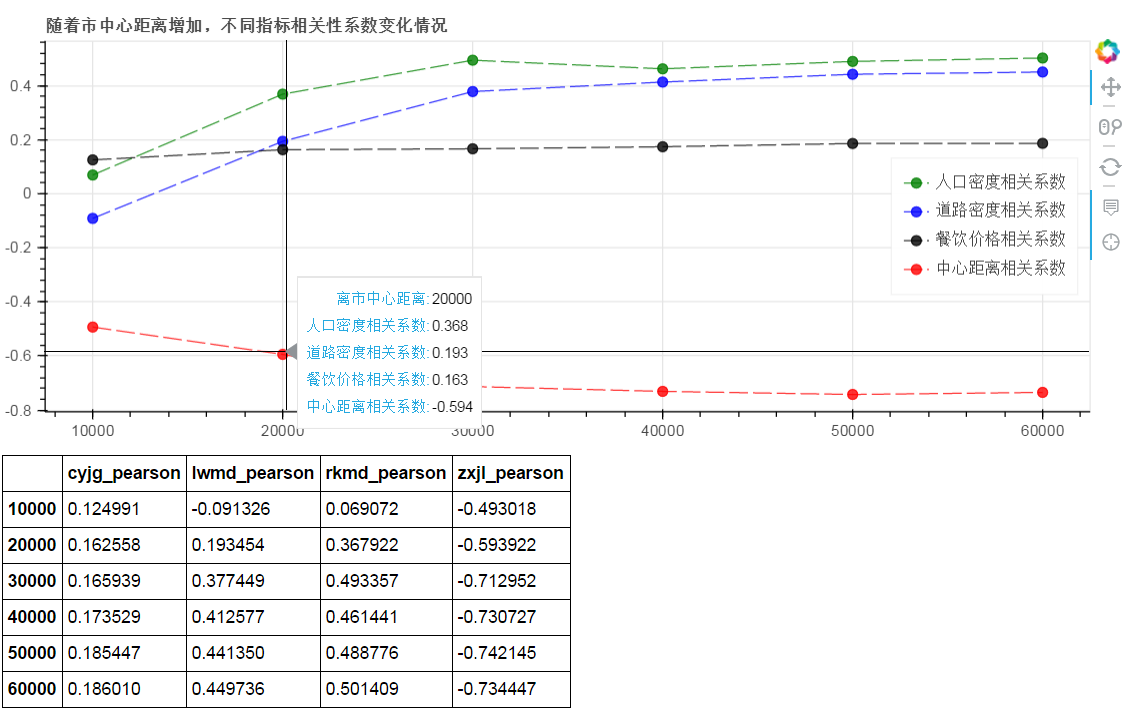 随着市中心距离增加，不同指标相关性系数变化情况
0.4
0.2
0
-0.2
-0.4
-0.6
-0.8
人口密度相关系数
道路密度相关系数
餐饮价格相关系数
中心距离相关系数
离市中心距离:20000
人口密度相关系数:0.368
道路密度相关系数:0.193
餐饮价格相关系数:0.163
中心距离相关系数:-0.594
10000 20000 30000 40000 50000 60000
cyjg_pearson lwmd_pearson rkmd_pearson zxjl_pearson
10000 0.124991 -0.091326 0.069072 -0.493018
20000 0.162558 0.193454 0.367922 -0.593922
30000 0.165939 0.377449 0.493357 -0.712952
40000 0.173529 0.412577 0.461441 -0.730727
50000 0.185447 0.441350 0.488776 -0.742145
60000 0.186010 0.449736 0.501409 -0.734447